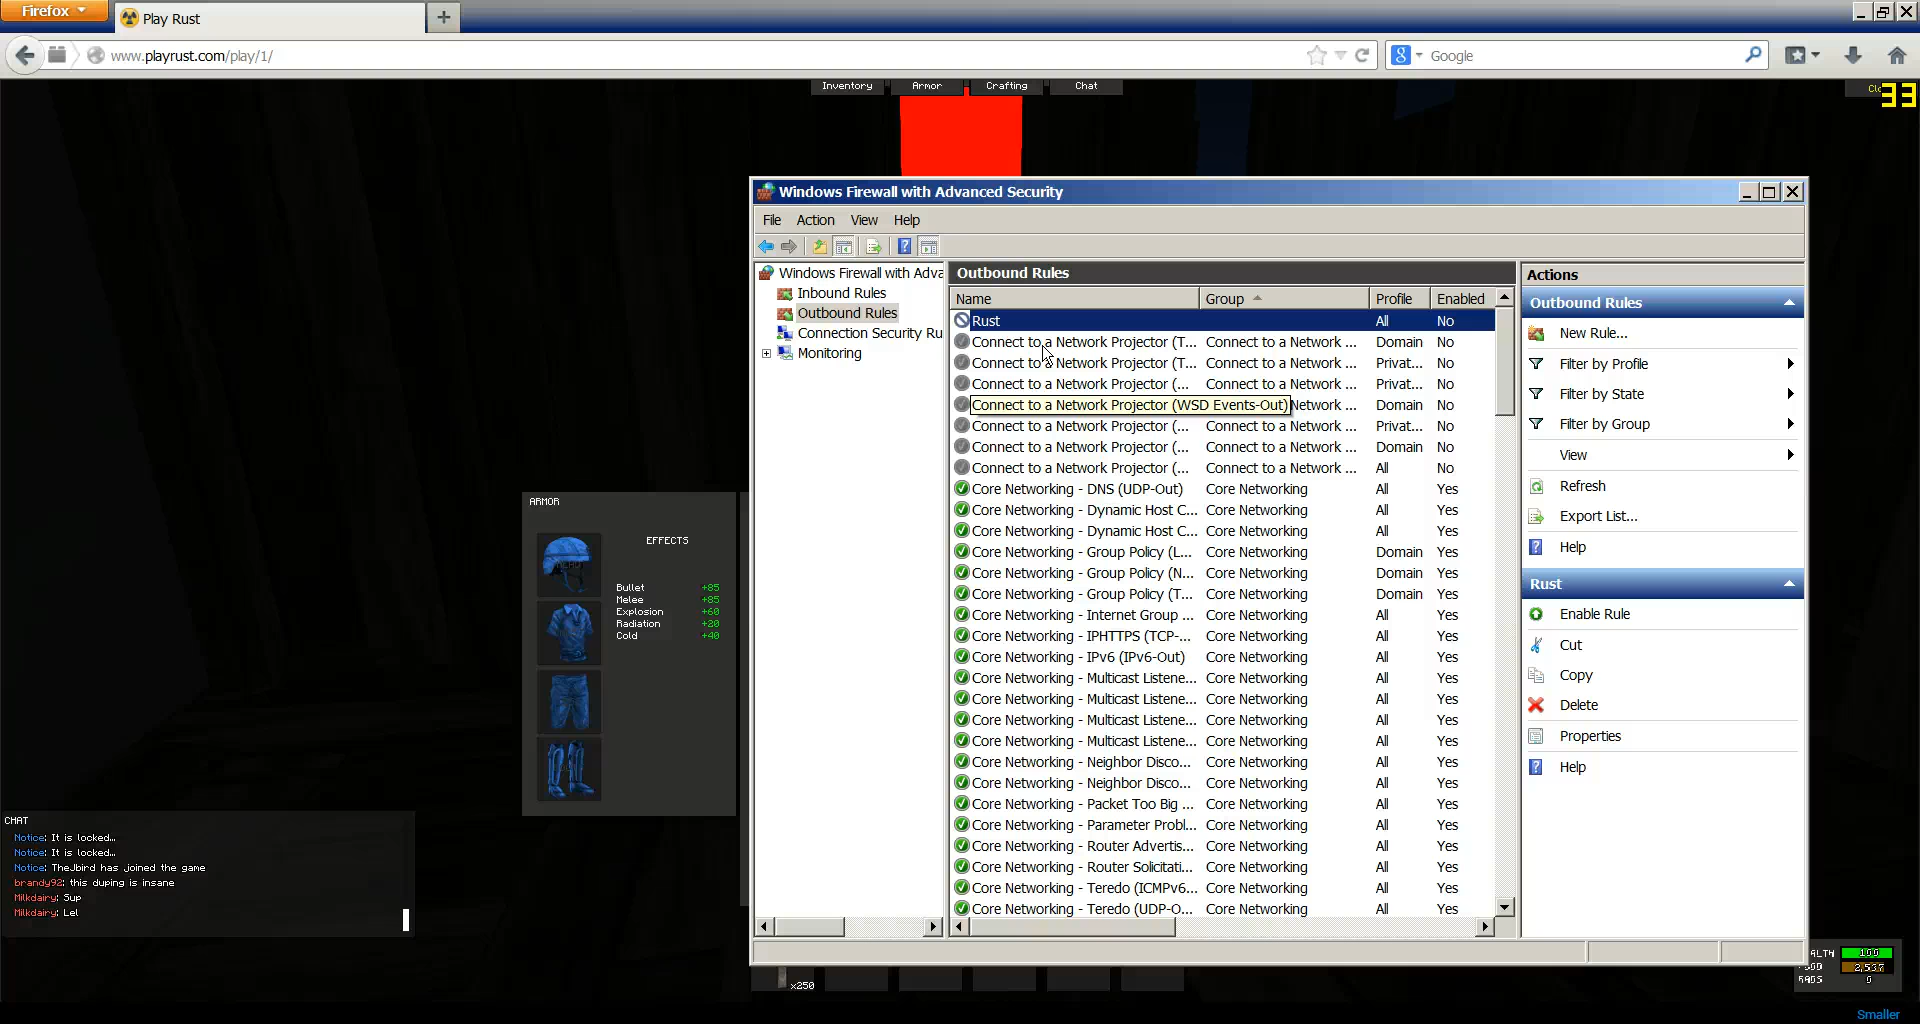 Firefox
Play Rust
www.playrust.com/play/1/
Google
Inventory
Armor
Crafting
Chat
33
Windows Firewall with Advanced Security
File Action View Help
Windows Firewall with Adva
Inbound Rules
Outbound Rules
Connection Security Ru
Monitoring
Outbound Rules
Name Group Profile Enabled
Rust All No
Connect to a Network Projector (T... Connect to a Network ... Domain No
Connect to a Network Projector (T... Connect to a Network ... Privat... No
Connect to a Network Projector (... Connect to a Network ... Privat... No
Connect to a Network Projector (WSD Events-Out) Network ... Domain No
Connect to a Network Projector (... Connect to a Network ... Privat... No
Connect to a Network Projector (... Connect to a Network ... Domain No
Connect to a Network Projector (... Connect to a Network ... All No
Core Networking - DNS (UDP-Out) Core Networking All Yes
Core Networking - Dynamic Host C... Core Networking All Yes
Core Networking - Dynamic Host C... Core Networking All Yes
Core Networking - Group Policy (L... Core Networking Domain Yes
Core Networking - Group Policy (N... Core Networking Domain Yes
Core Networking - Group Policy (T... Core Networking Domain Yes
Core Networking - Internet Group ... Core Networking All Yes
Core Networking - IPHTTPS (TCP-... Core Networking All Yes
Core Networking - IPv6 (IPv6-Out) Core Networking All Yes
Core Networking - Multicast Listene... Core Networking All Yes
Core Networking - Multicast Listene... Core Networking All Yes
Core Networking - Multicast Listene... Core Networking All Yes
Core Networking - Multicast Listene... Core Networking All Yes
Core Networking - Neighbor Disco... Core Networking All Yes
Core Networking - Neighbor Disco... Core Networking All Yes
Core Networking - Packet Too Big ... Core Networking All Yes
Core Networking - Parameter Probl... Core Networking All Yes
Core Networking - Router Advertis... Core Networking All Yes
Core Networking - Router Solicitati... Core Networking All Yes
Core Networking - Teredo (ICMPv6... Core Networking All Yes
Core Networking - Teredo (UDP-O... Core Networking All Yes
Actions
Outbound Rules
New Rule...
Filter by Profile
Filter by State
Filter by Group
View
Refresh
Export List...
Help
Rust
Enable Rule
Cut
Copy
Delete
Properties
Help
ARMOR
EFFECTS
Bullet +85
Melee +85
Explosion +60
Radiation +20
Cold +40
CHAT
Notice: It is locked...
Notice: It is locked...
Notice: TheJbird has joined the game
brandy92: this duping is insane
Milkdairy: Sup
Milkdairy: Lel
x250
ALTH 100
2,537
RADS 0
Smaller